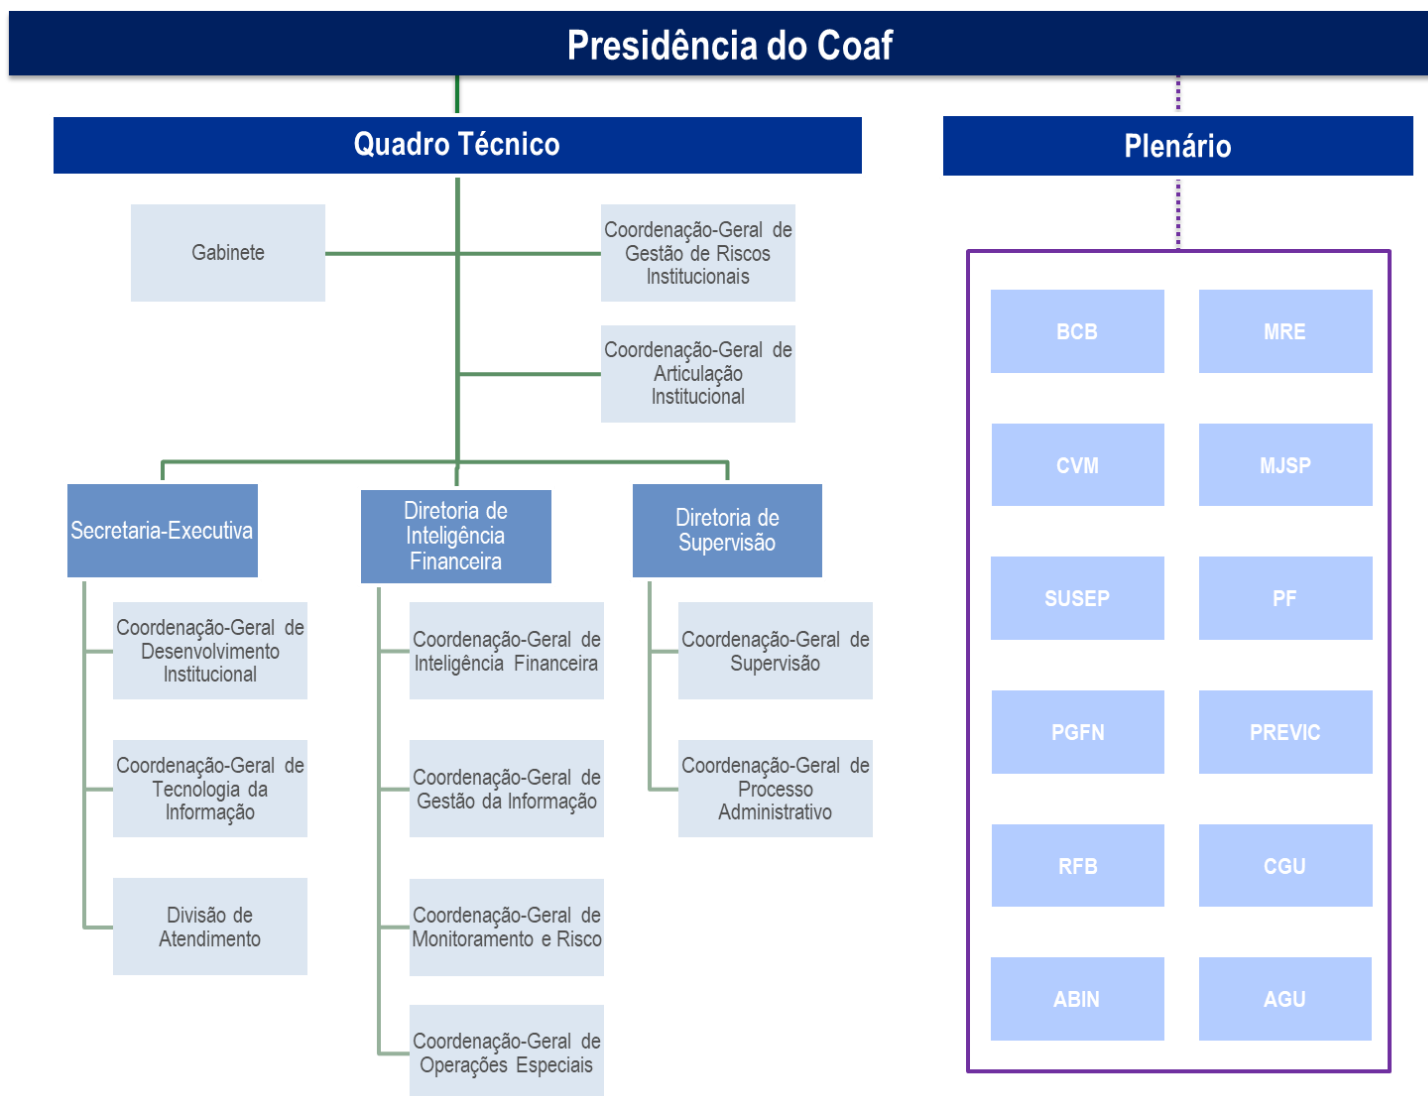 Presidência do Coaf
Quadro Técnico
Gabinete
Coordenação-Geral de
Gestão de Riscos
Institucionais
Coordenação-Geral de
Articulação
Institucional
Secretaria-Executiva
Coordenação-Geral de
Desenvolvimento
Institucional
Coordenação-Geral de
Tecnologia da
Informação
Divisão de
Atendimento
Diretoria de
Inteligência
Financeira
Coordenação-Geral de
Inteligência Financeira
Coordenação-Geral de
Gestão da Informação
Coordenação-Geral de
Monitoramento e Risco
Coordenação-Geral de
Operações Especiais
Diretoria de
Supervisão
Coordenação-Geral de
Supervisão
Coordenação-Geral de
Processo
Administrativo
Plenário
BCB
MRE
CVM
MJSP
SUSEP
PF
PGFN
PREVIC
RFB
CGU
ABIN
AGU